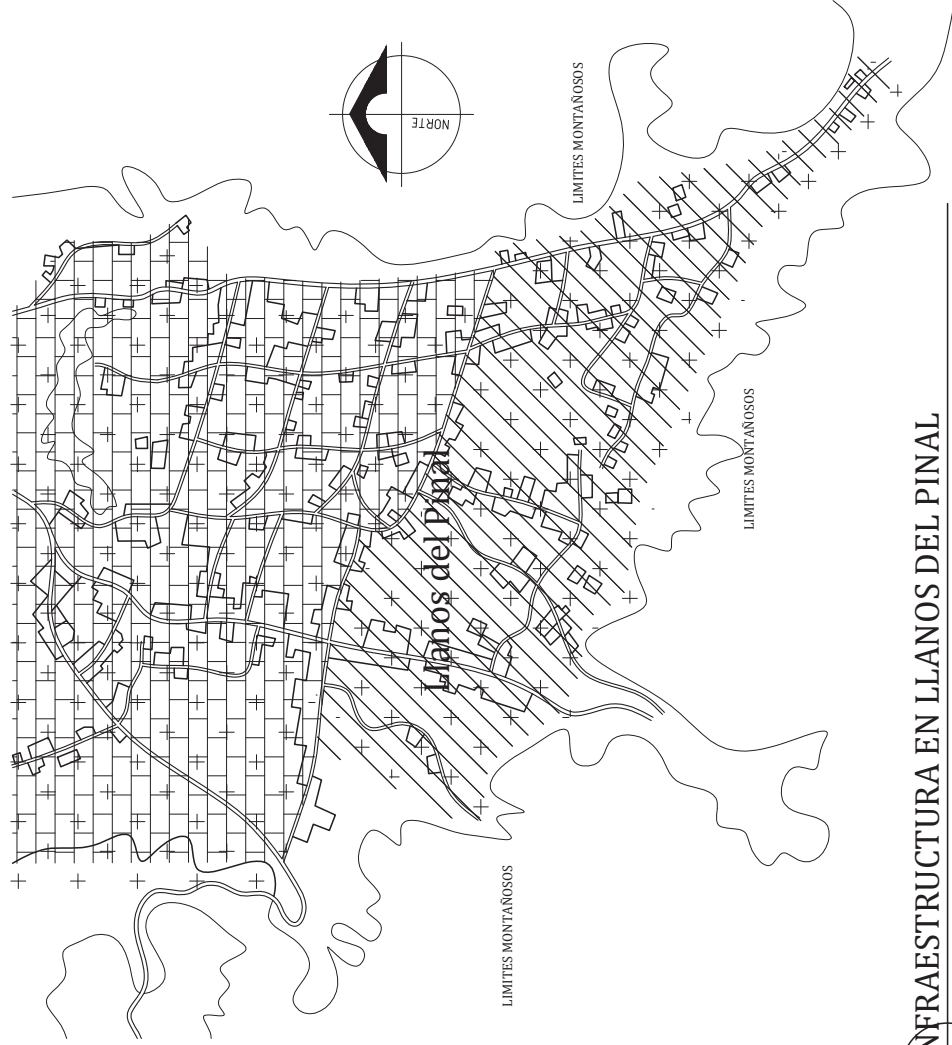 NORTE
LIMITES MONTAÑOSOS
LIMITES MONTAÑOSOS
Llanos del Pinal
LIMITES MONTAÑOSOS
NFRAESTRUCTURA EN LLANOS DEL PINAL